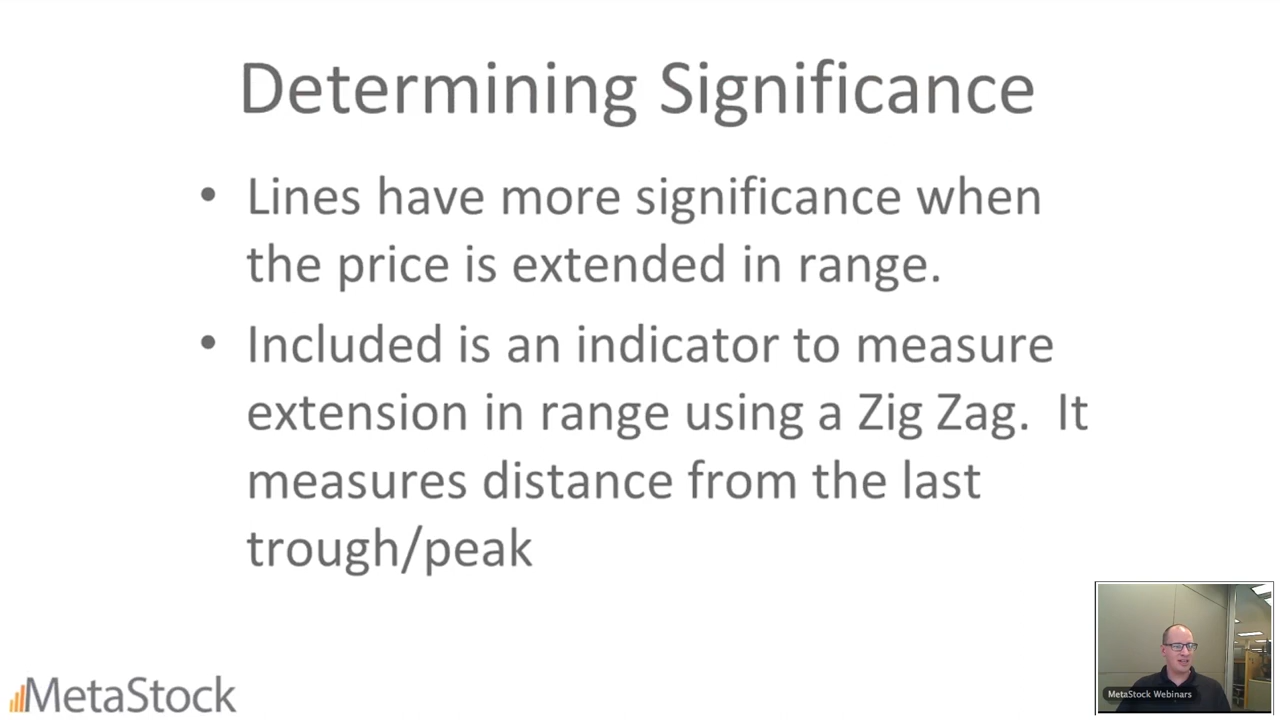 Determining Significance
• Lines have more significance when
the price is extended in range.
• Included is an indicator to measure
extension in range using a Zig Zag.  It
measures distance from the last
trough/peak
MetaStock
MetaStock Webinars